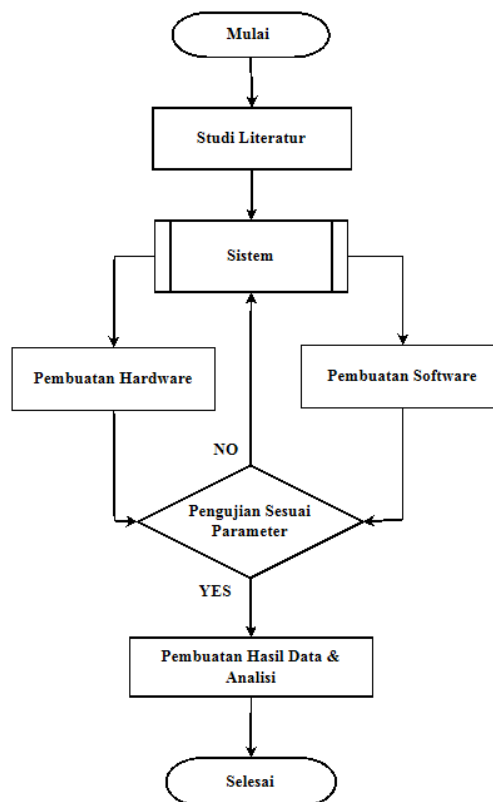 Mulai
Studi Literatur
Sistem
Pembuatan Hardware
Pembuatan Software
NO
Pengujian Sesuai
Parameter
YES
Pembuatan Hasil Data &
Analisi
Selesai